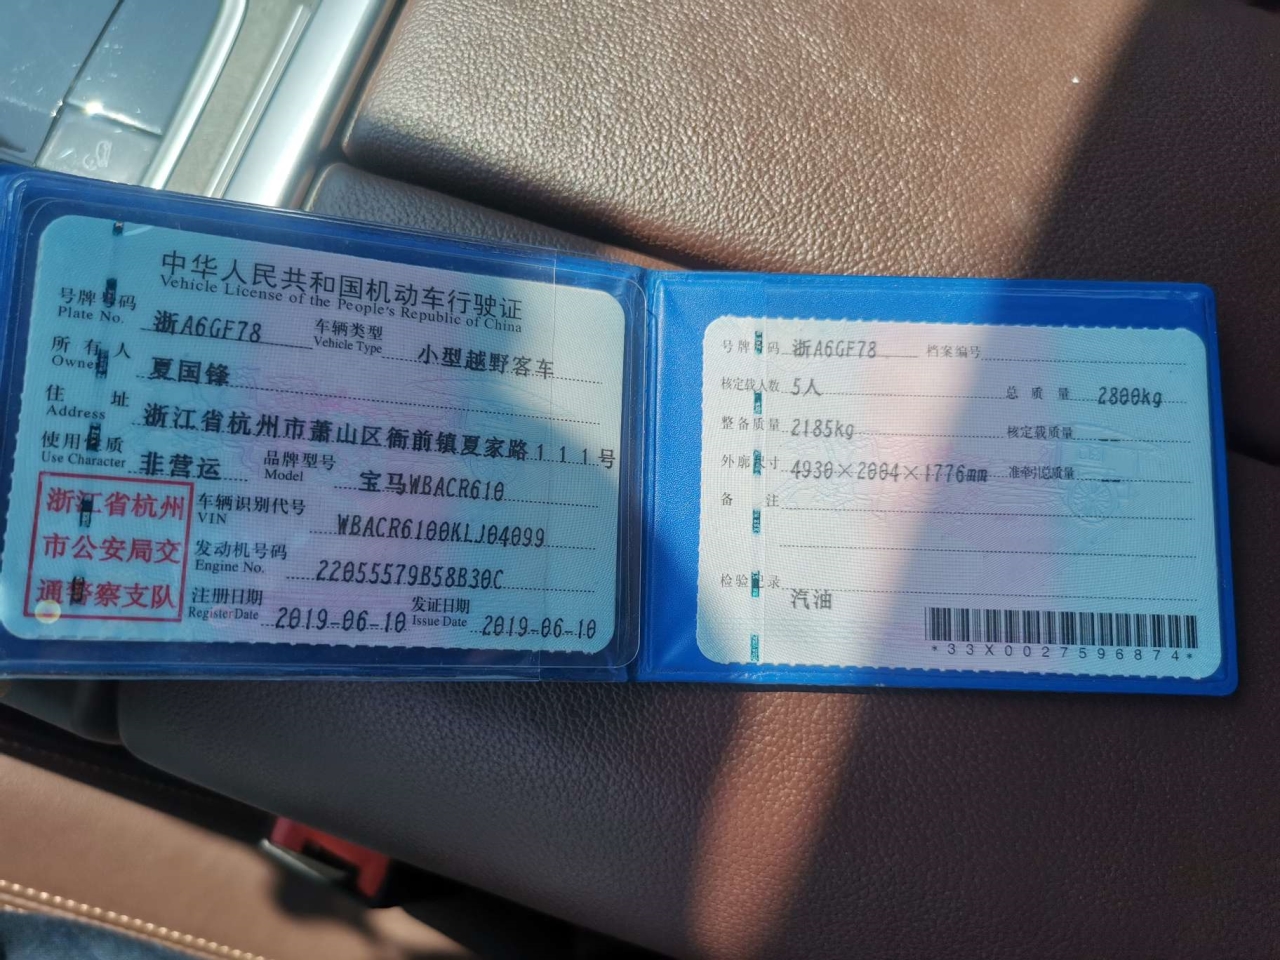 中华人民共和国机动车行驶证
Vehicle License of the People's Republic of China
号牌号码 浙A6GF78 车辆类型 小型越野客车
Plate No. Vehicle Type
所有人 夏国锋
Owner
住址 浙江省杭州市萧山区衙前镇夏家路111号
Address
使用性质 非营运 品牌型号 宝马WBACR610
Use Character Model
浙江省杭州
市公安局交
通警察支队
车辆识别代号 WBACR6100KLJ04099
VIN
发动机号码 22055579B58B30C
Engine No.
注册日期 2019-06-10 发证日期 2019-06-10
Register Date Issue Date
号牌号码 浙A6GF78 档案编号
核定载人数 5人 总质量 2800kg
整备质量 2185kg 核定载质量
外廓尺寸 4930×2004×1776mm 准牵引总质量
备注
检验记录 汽油
*33X0027596874*